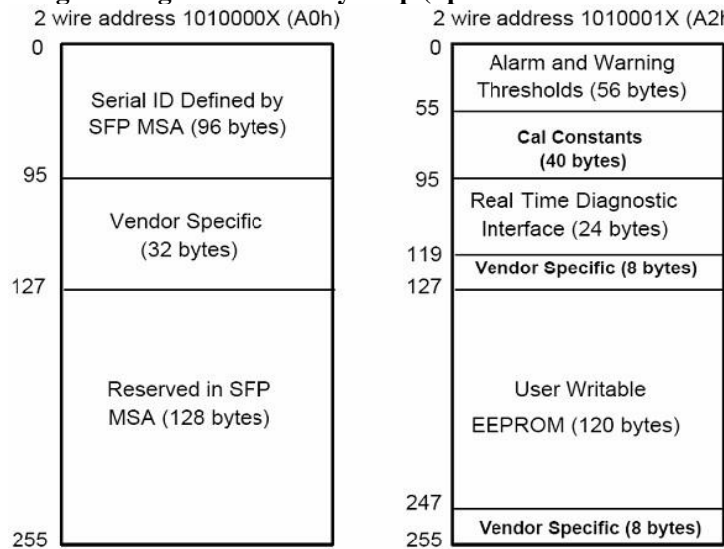 2 wire address 1010000X (A0h)
0
Serial ID Defined by
SFP MSA (96 bytes)
95
Vendor Specific
(32 bytes)
127
Reserved in SFP
MSA (128 bytes)
255
2 wire address 1010001X (A2h
0
Alarm and Warning
Thresholds (56 bytes)
55
Cal Constants
(40 bytes)
95
Real Time Diagnostic
Interface (24 bytes)
119
Vendor Specific (8 bytes)
127
User Writable
EEPROM (120 bytes)
247
Vendor Specific (8 bytes)
255